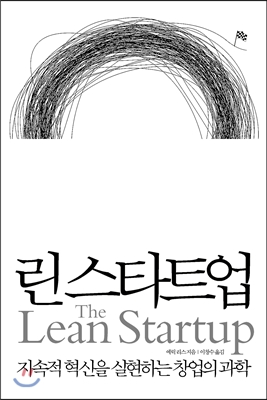 린 스타트업
The
Lean Startup
에릭 리스 지음 | 이창수 옮김
지속적 혁신을 실현하는 창업의 과학